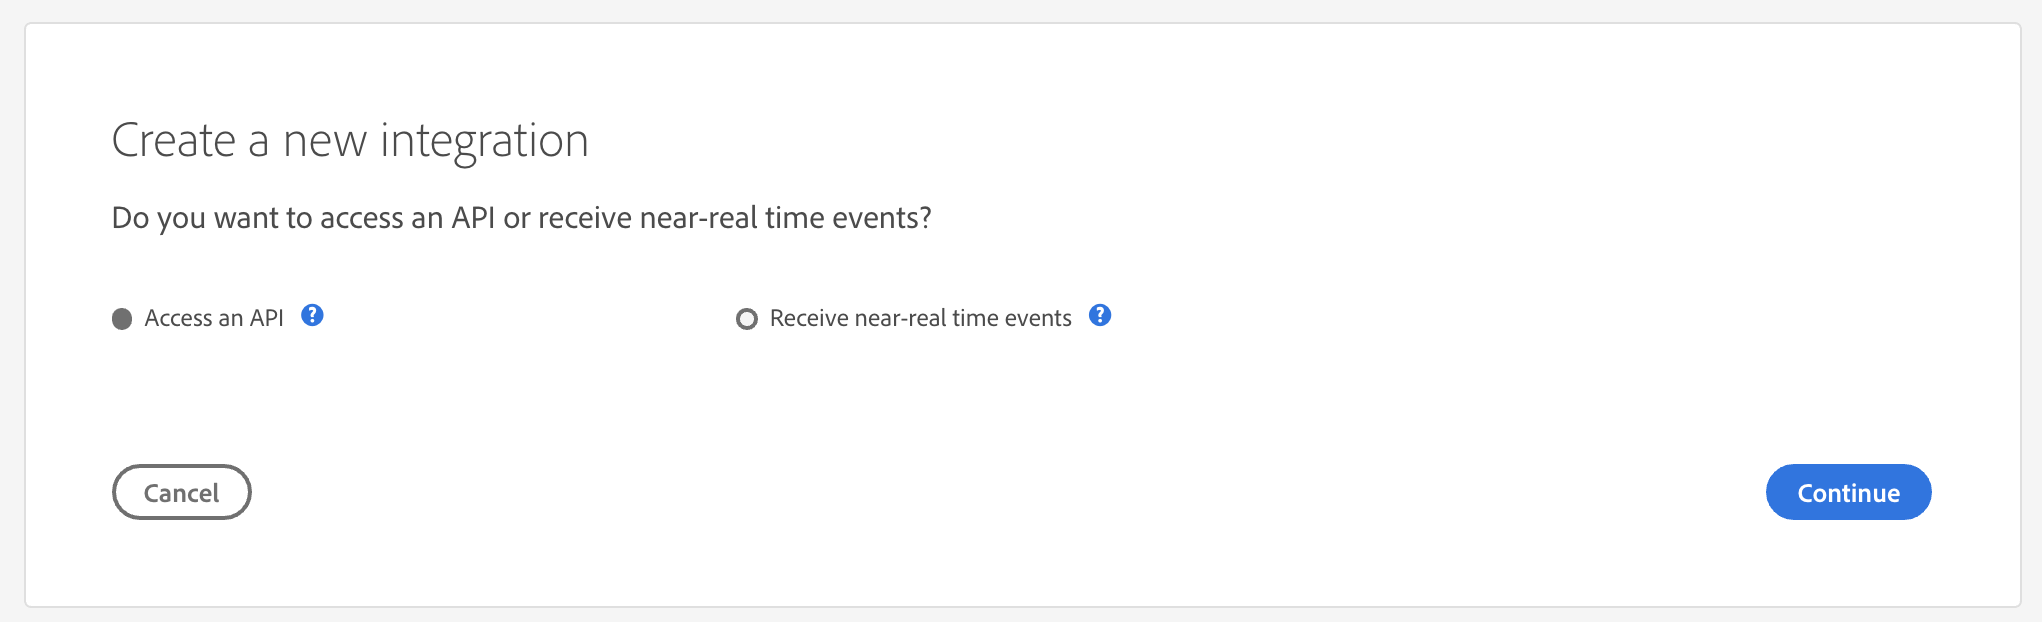 Create a new integration
Do you want to access an API or receive near-real time events?
Access an API ?
Receive near-real time events ?
Cancel
Continue